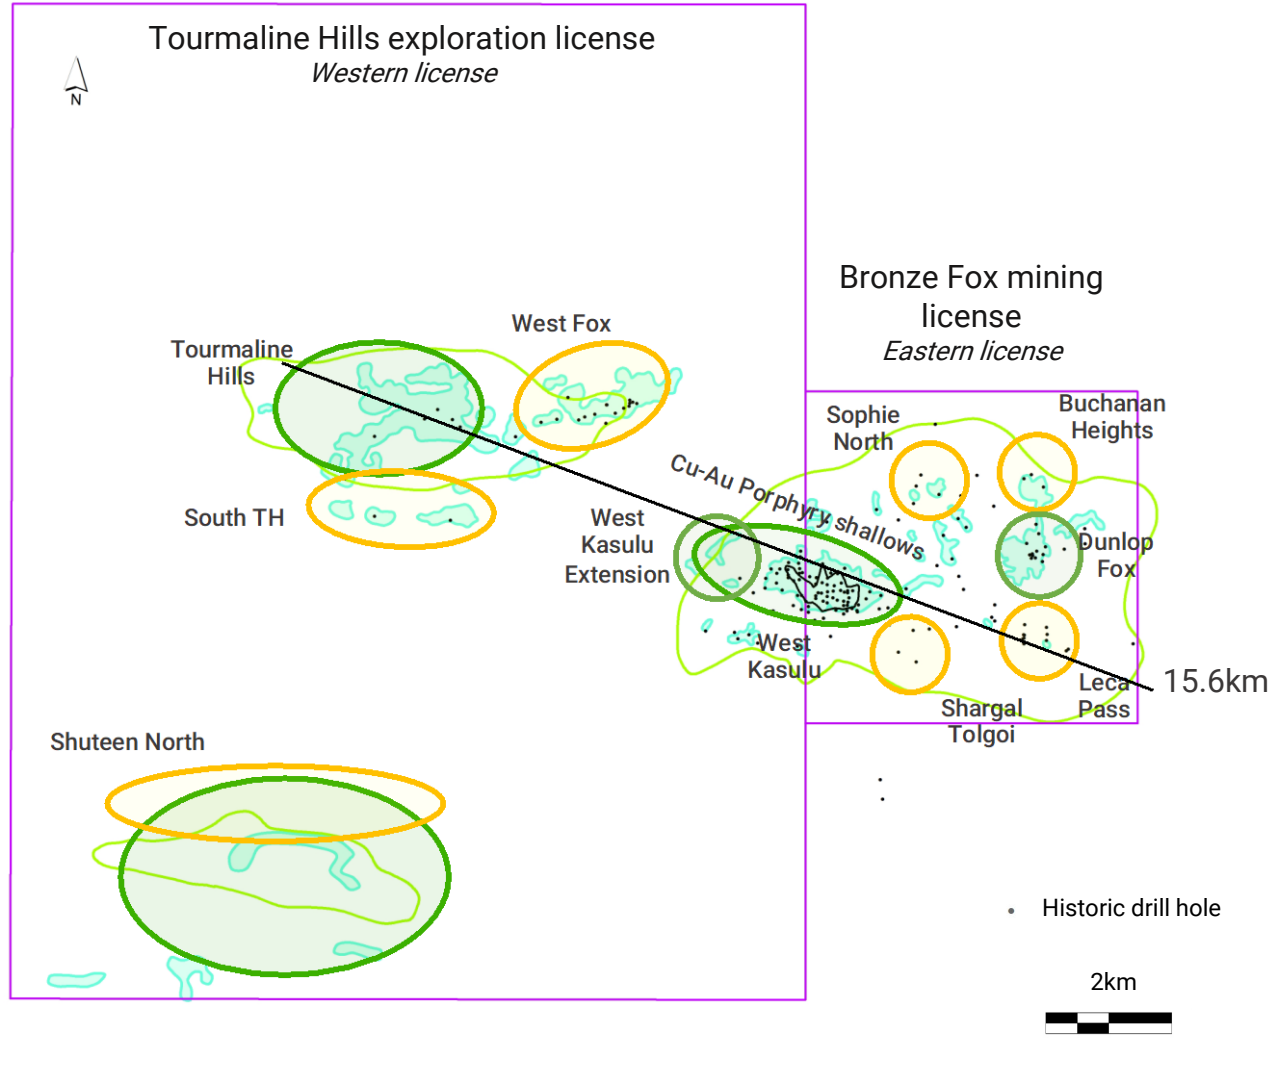 Tourmaline Hills exploration license
Western license
N
Bronze Fox mining
license
Eastern license
West Fox
Tourmaline
Hills
South TH
Sophie
North
Buchanan
Heights
Cu-Au Porphyry shallows
West
Kasulu
Extension
Dunlop
Fox
West
Kasulu
Leca
Pass
15.6km
Shargal
Tolgoi
Shuteen North
Historic drill hole
2km